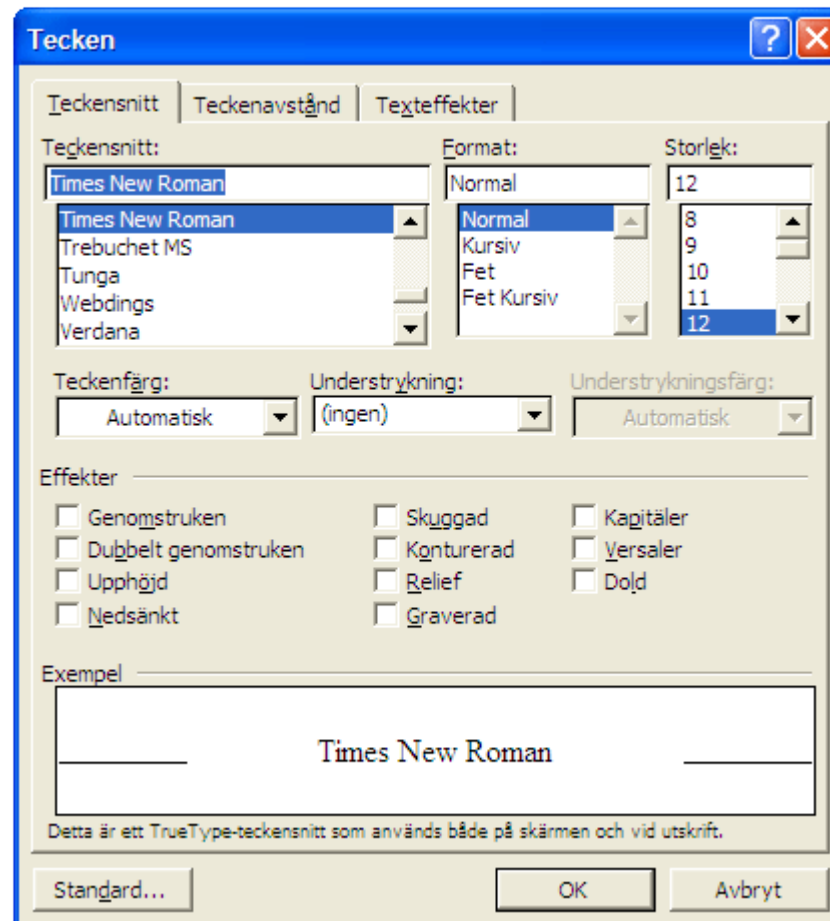 Tecken
Teckensnitt Teckenavstånd Texteffekter
Teckensnitt: Format: Storlek:
Times New Roman Normal 12
Times New Roman Normal 8
Trebuchet MS Kursiv 9
Tunga Fet 10
Webdings Fet Kursiv 11
Verdana 12
Teckenfärg: Understrykning: Understrykningsfärg:
Automatisk (ingen) Automatisk
Effekter
Genomstruken Skuggad Kapitäler
Dubbelt genomstruken Konturerad Versaler
Upphöjd Relief Dold
Nedsänkt Graverad
Exempel
Times New Roman
Detta är ett TrueType-teckensnitt som används både på skärmen och vid utskrift.
Standard... OK Avbryt